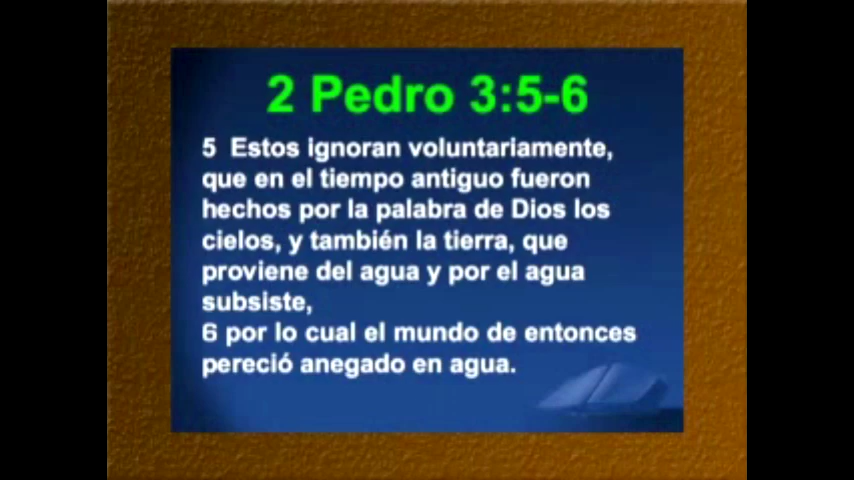 2 Pedro 3:5-6
5 Estos ignoran voluntariamente,
que en el tiempo antiguo fueron
hechos por la palabra de Dios los
cielos, y también la tierra, que
proviene del agua y por el agua
subsiste,
6 por lo cual el mundo de entonces
pereció anegado en agua.